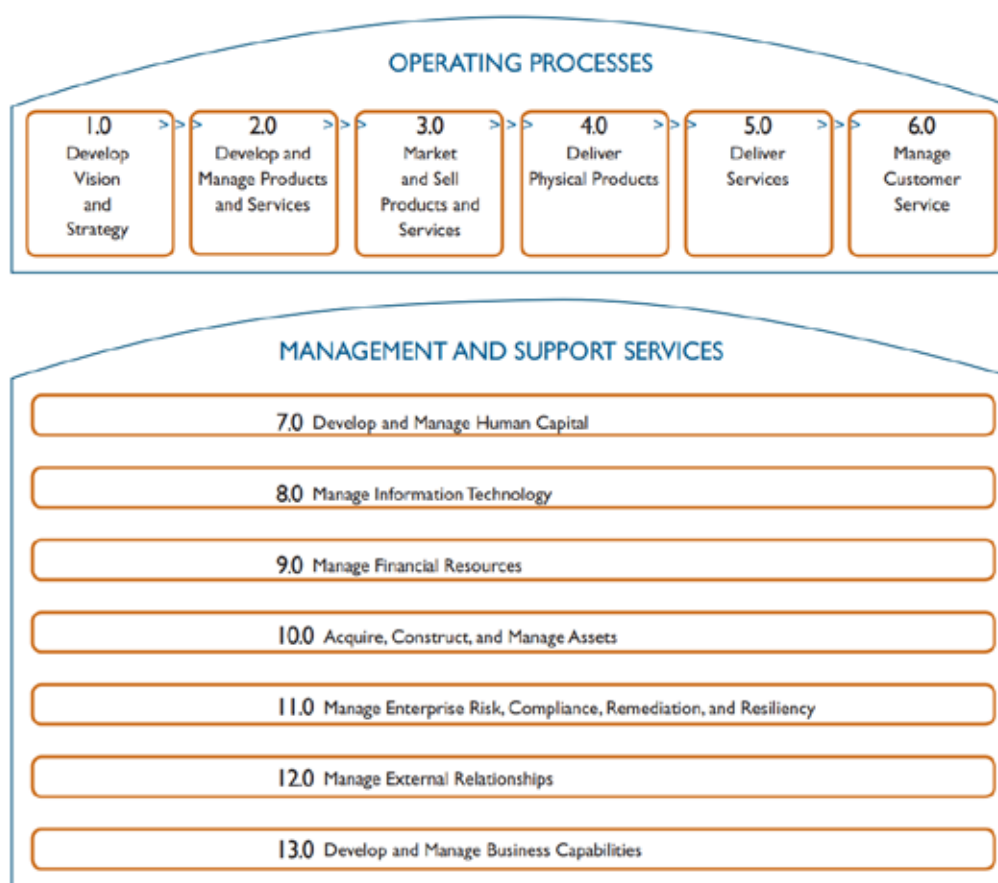 OPERATING PROCESSES
1.0 >>>
Develop
Vision
and
Strategy
2.0 >>>
Develop and
Manage Products
and Services
3.0 >>>
Market
and Sell
Products and
Services
4.0 >>>
Deliver
Physical Products
5.0 >>>
Deliver
Services
6.0
Manage
Customer
Service
MANAGEMENT AND SUPPORT SERVICES
7.0 Develop and Manage Human Capital
8.0 Manage Information Technology
9.0 Manage Financial Resources
10.0 Acquire, Construct, and Manage Assets
11.0 Manage Enterprise Risk, Compliance, Remediation, and Resiliency
12.0 Manage External Relationships
13.0 Develop and Manage Business Capabilities